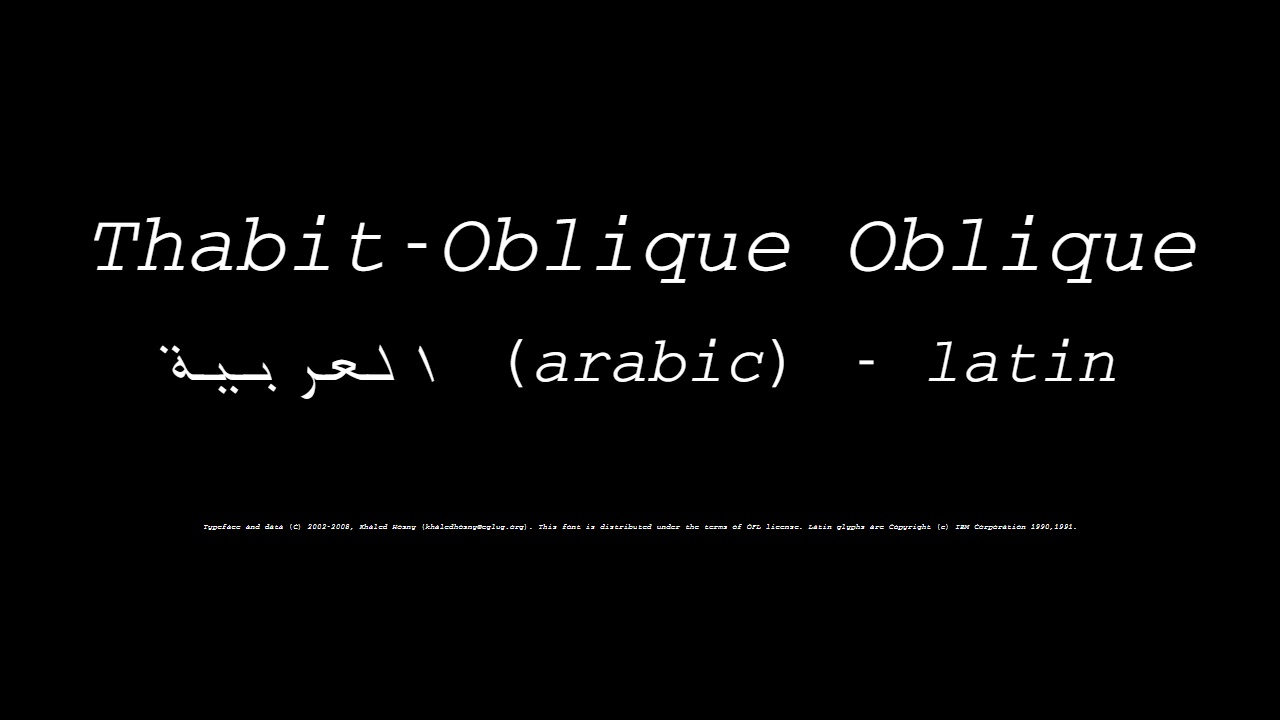 Thabit-Oblique Oblique
العربية (arabic) - latin
Typeface and data (C) 2002-2008, Khaled Hosny (khaledhosny@eglug.org). This font is distributed under the terms of OFL license. Latin glyphs are Copyright (c) IBM Corporation 1990,1991.